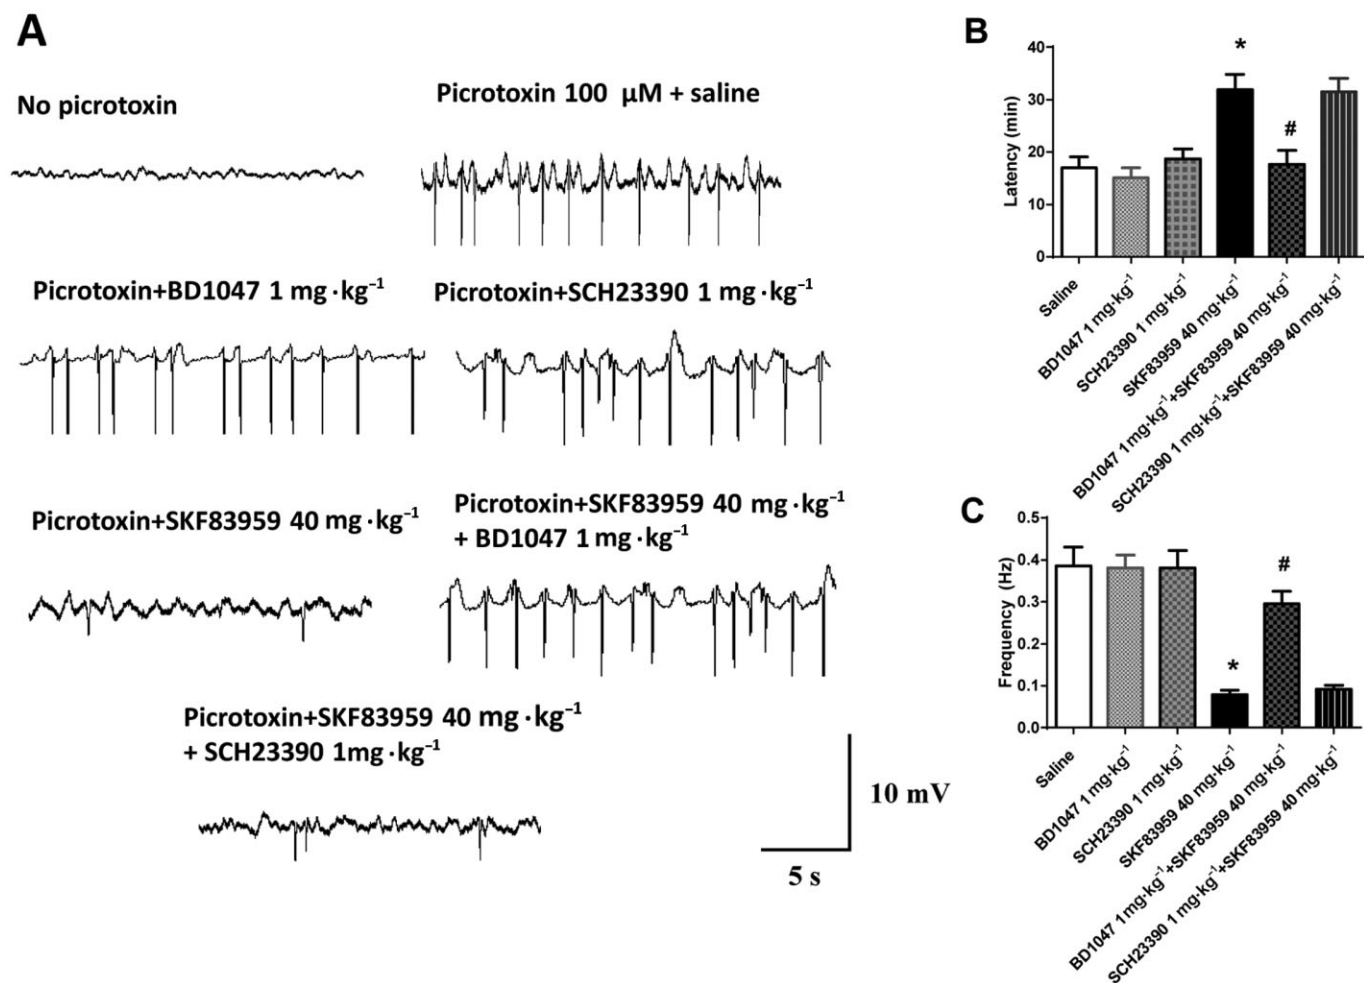 A
No picrotoxin
Picrotoxin 100 μM + saline
Picrotoxin+BD1047 1 mg·kg⁻¹
Picrotoxin+SCH23390 1 mg·kg⁻¹
Picrotoxin+SKF83959 40 mg·kg⁻¹
Picrotoxin+SKF83959 40 mg·kg⁻¹
+ BD1047 1 mg·kg⁻¹
Picrotoxin+SKF83959 40 mg·kg⁻¹
+ SCH23390 1mg·kg⁻¹
10 mV
5 s
B
Latency (min)
40
30
20
10
0
*
#
Saline
BD1047 1 mg·kg⁻¹
SCH23390 1 mg·kg⁻¹
SKF83959 40 mg·kg⁻¹
BD1047 1mg·kg⁻¹+SKF83959 40 mg·kg⁻¹
SCH23390 1 mg·kg⁻¹+SKF83959 40 mg·kg⁻¹
C
Frequency (Hz)
0.5
0.4
0.3
0.2
0.1
0.0
*
#
Saline
BD1047 1 mg·kg⁻¹
SCH23390 1 mg·kg⁻¹
SKF83959 40 mg·kg⁻¹
BD1047 1mg·kg⁻¹+SKF83959 40 mg·kg⁻¹
SCH23390 1 mg·kg⁻¹+SKF83959 40 mg·kg⁻¹